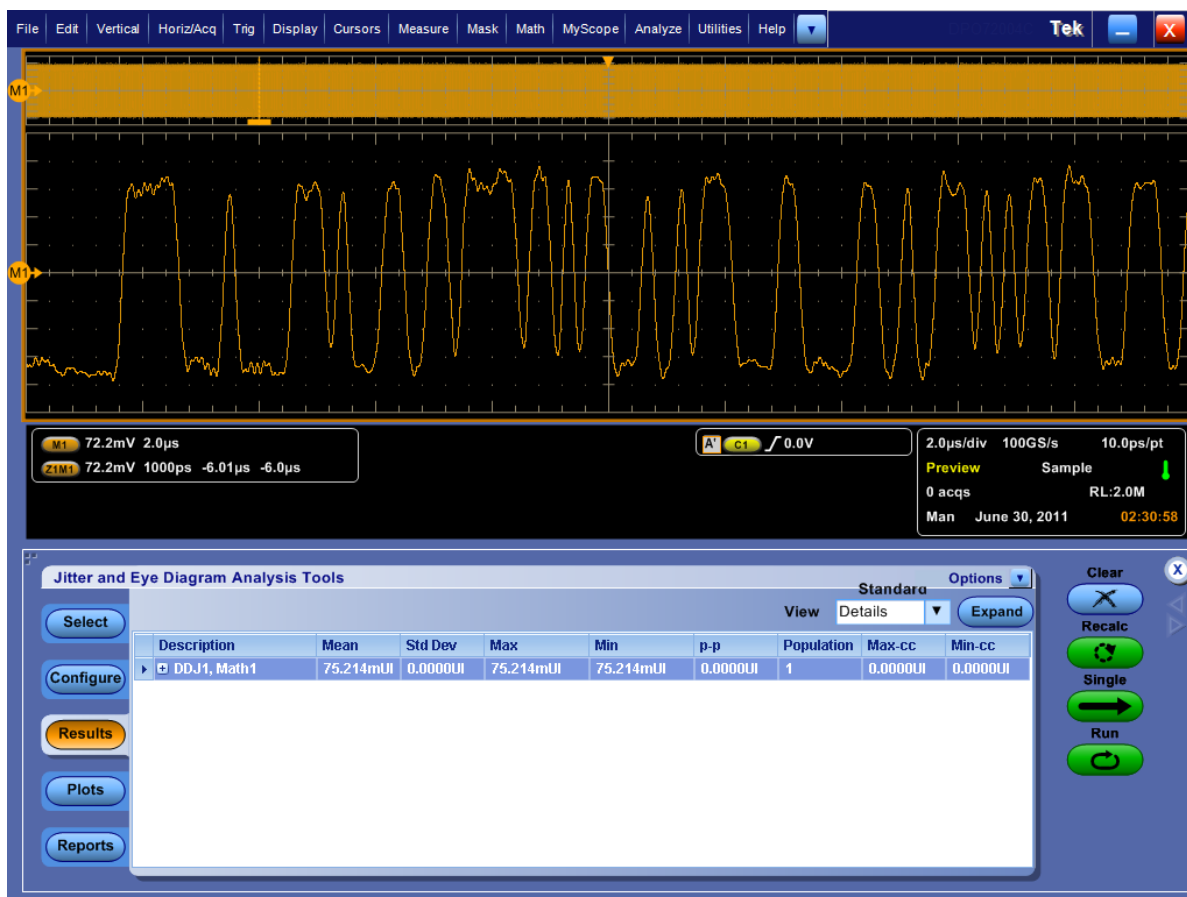 File Edit Vertical Horiz/Acq Trig Display Cursors Measure Mask Math MyScope Analyze Utilities Help Tek X
M1
M1
M1 72.2mV 2.0µs
Z1M1 72.2mV 1000ps -6.01µs -6.0µs
A' C1 0.0V
2.0µs/div 100GS/s 10.0ps/pt
Preview Sample
0 acqs RL:2.0M
Man June 30, 2011 02:30:58
Jitter and Eye Diagram Analysis Tools
Options
Clear
X
Standard
View Details Expand
Select
Configure
Results
Plots
Reports
Description Mean Std Dev Max Min p-p Population Max-cc Min-cc
DDJ1, Math1 75.214mUI 0.0000UI 75.214mUI 75.214mUI 0.0000UI 1 0.0000UI 0.0000UI
Recalc
Single
Run